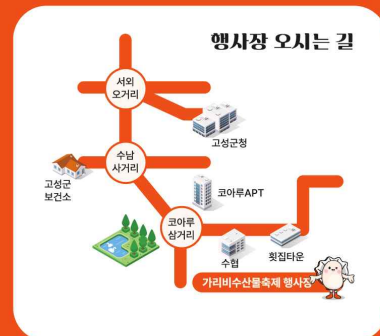 행사장 오시는 길
서외
오거리
고성군청
수남
사거리
고성군
보건소
코아루APT
코아루
삼거리
수협
횟집타운
가리비수산물축제 행사장